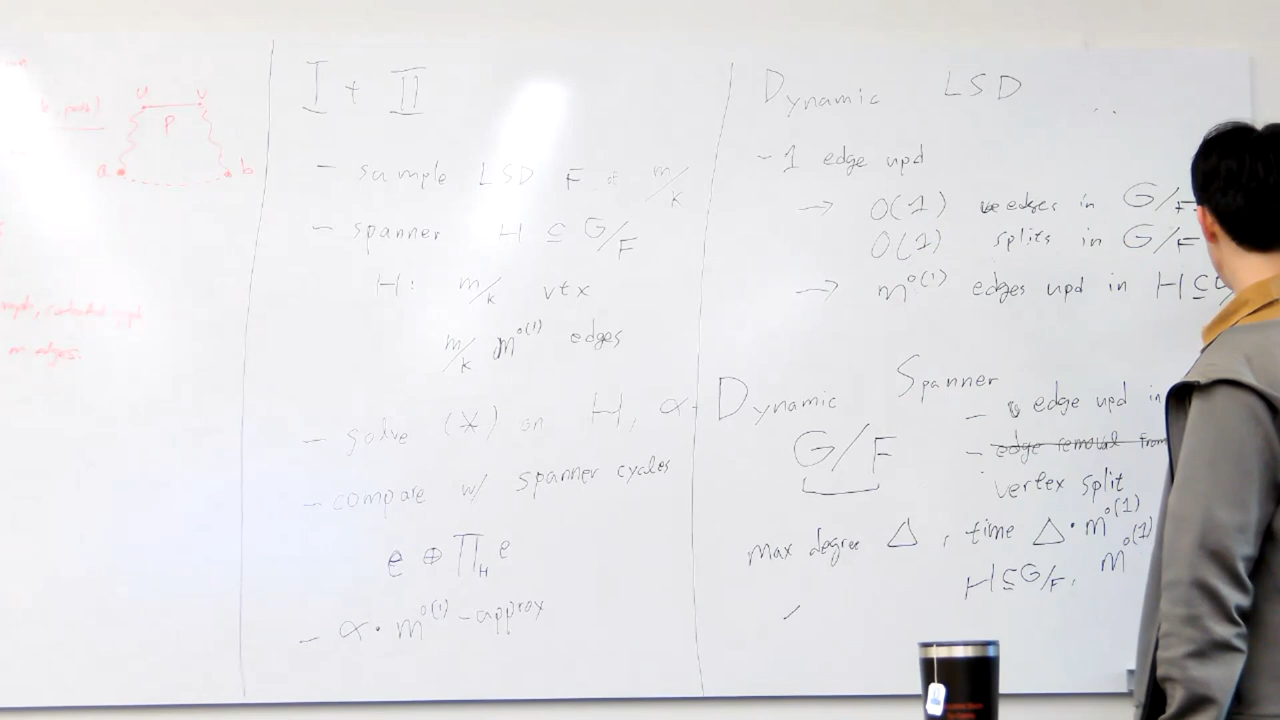 u v
P
a b
m edges.
I + II
- sample LSD F of m/k
- spanner H ⊆ G/F
H: m/k vtx
m/k m^o(1) edges
- solve (*) on H, α
- compare w/ spanner cycles
e ⊕ Π_H e
- α · m^o(1) - approx
Dynamic LSD
- 1 edge upd
→ O(1) edges in G/F
O(1) splits in G/F
→ m^o(1) edges upd in H ⊆
Dynamic Spanner
G/F
- edge upd in
- edge removal from
vertex split
max degree Δ, time Δ · m^o(1)
H ⊆ G/F, m^o(1)